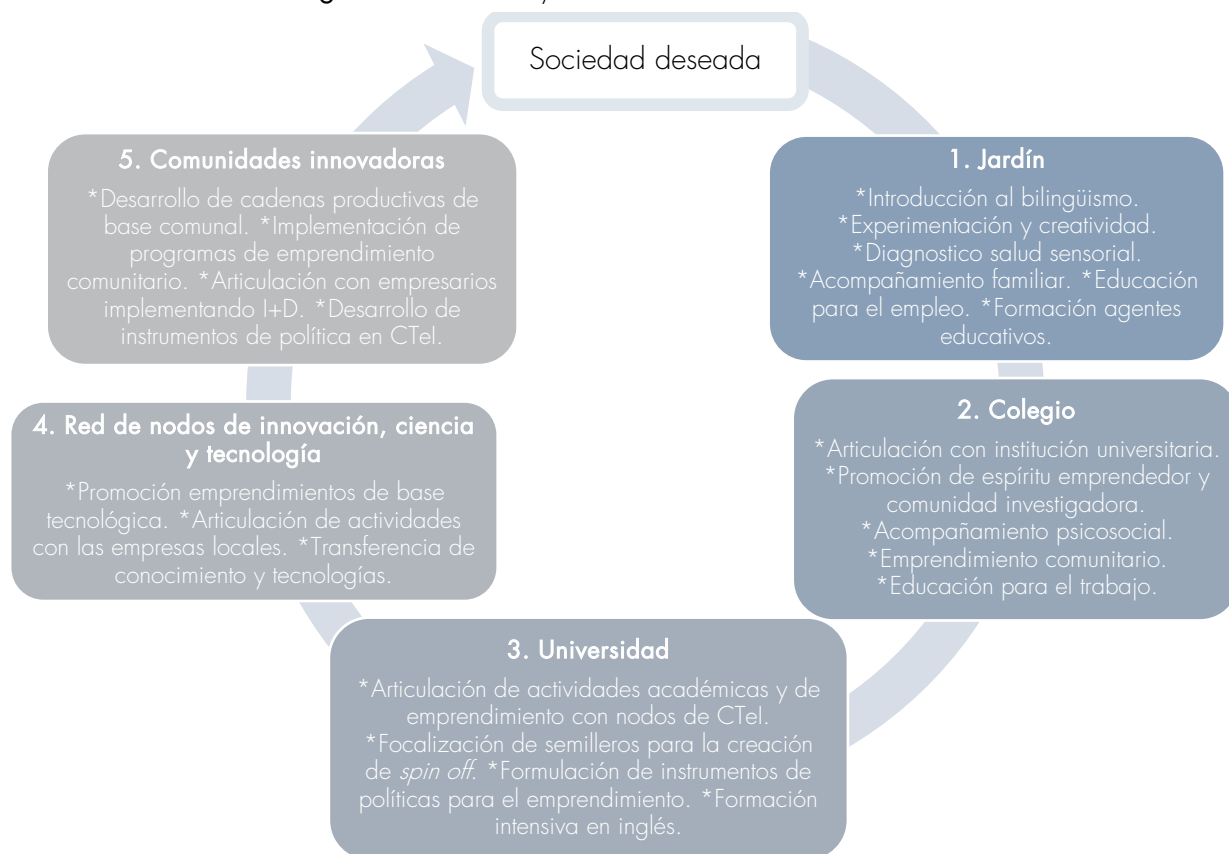 Sociedad deseada
1. Jardín
*Introducción al bilingüismo.
*Experimentación y creatividad.
*Diagnostico salud sensorial.
*Acompañamiento familiar. *Educación
para el empleo. *Formación agentes
educativos.
2. Colegio
*Articulación con institución universitaria.
*Promoción de espíritu emprendedor y
comunidad investigadora.
*Acompañamiento psicosocial.
*Emprendimiento comunitario.
*Educación para el trabajo.
3. Universidad
*Articulación de actividades académicas y de
emprendimiento con nodos de CTeI.
*Focalización de semilleros para la creación
de spin off. *Formulación de instrumentos de
políticas para el emprendimiento. *Formación
intensiva en inglés.
4. Red de nodos de innovación, ciencia
y tecnología
*Promoción emprendimientos de base
tecnológica. *Articulación de actividades
con las empresas locales. *Transferencia de
conocimiento y tecnologías.
5. Comunidades innovadoras
*Desarrollo de cadenas productivas de
base comunal. *Implementación de
programas de emprendimiento
comunitario. *Articulación con empresarios
implementando I+D. *Desarrollo de
instrumentos de política en CTeI.